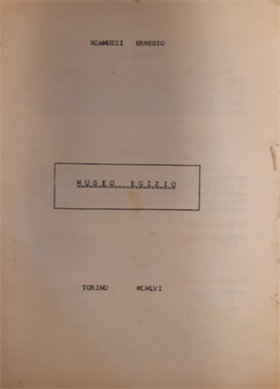 SCAMUZZI ERNESTO
MUSEO EGIZIO
TORINO MCMLVI